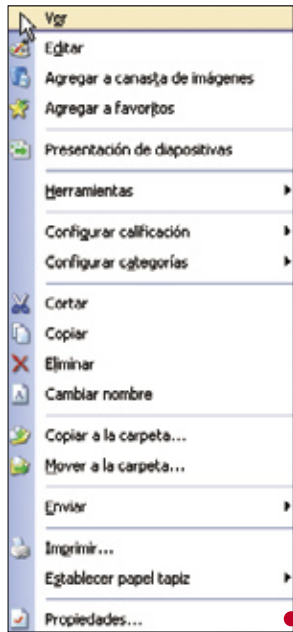 Ver
Editar
Agregar a canasta de imágenes
Agregar a favoritos
Presentación de diapositivas
Herramientas
Configurar calificación
Configurar categorías
Cortar
Copiar
Eliminar
Cambiar nombre
Copiar a la carpeta...
Mover a la carpeta...
Enviar
Imprimir...
Establecer papel tapiz
Propiedades...